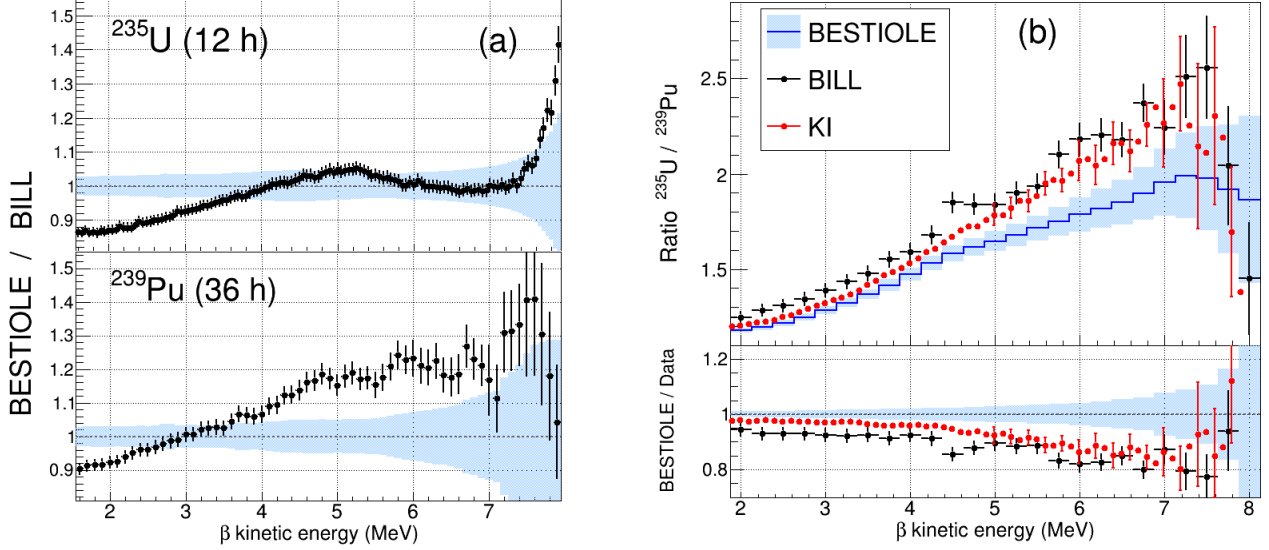 BESTIOLE / BILL
²³⁵U (12 h)
(a)
1.5
1.4
1.3
1.2
1.1
1
0.9
²³⁹Pu (36 h)
1.5
1.4
1.3
1.2
1.1
1
0.9
2 3 4 5 6 7
β kinetic energy (MeV)
Ratio ²³⁵U / ²³⁹Pu
(b)
BESTIOLE
BILL
KI
2.5
2
1.5
BESTIOLE / Data
1.2
1
0.8
2 3 4 5 6 7 8
β kinetic energy (MeV)